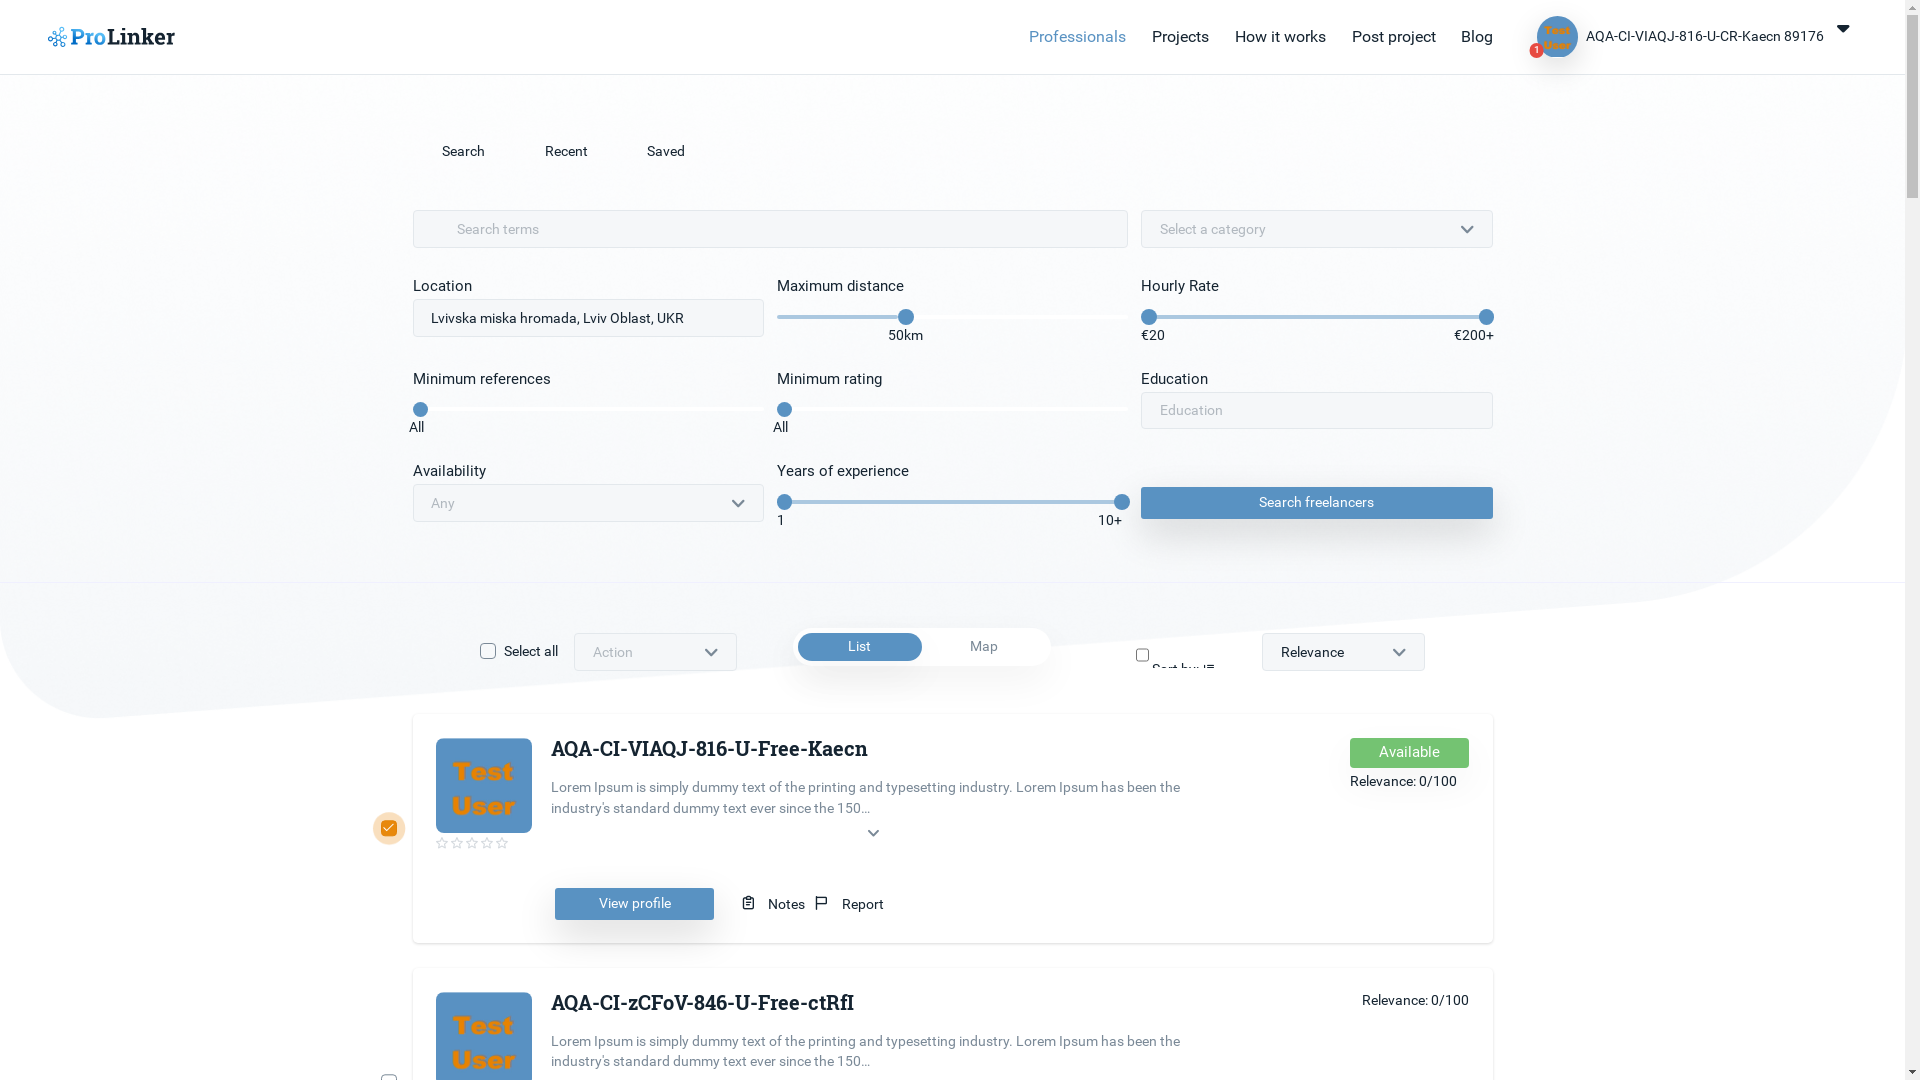 ProLinker
Professionals
Projects
How it works
Post project
Blog
Test
User
1
AQA-CI-VIAQJ-816-U-CR-Kaecn 89176
Search
Recent
Saved
Search terms
Select a category
Location
Maximum distance
Hourly Rate
Lvivska miska hromada, Lviv Oblast, UKR
50km
€20
€200+
Minimum references
Minimum rating
Education
All
All
Education
Availability
Years of experience
Any
1
10+
Search freelancers
Select all
Action
List
Map
Sort by:
Relevance
Test
User
AQA-CI-VIAQJ-816-U-Free-Kaecn
Available
Relevance: 0/100
Lorem Ipsum is simply dummy text of the printing and typesetting industry. Lorem Ipsum has been the
industry's standard dummy text ever since the 150...
View profile
Notes
Report
Test
User
AQA-CI-zCFoV-846-U-Free-ctRfI
Relevance: 0/100
Lorem Ipsum is simply dummy text of the printing and typesetting industry. Lorem Ipsum has been the
industry's standard dummy text ever since the 150...